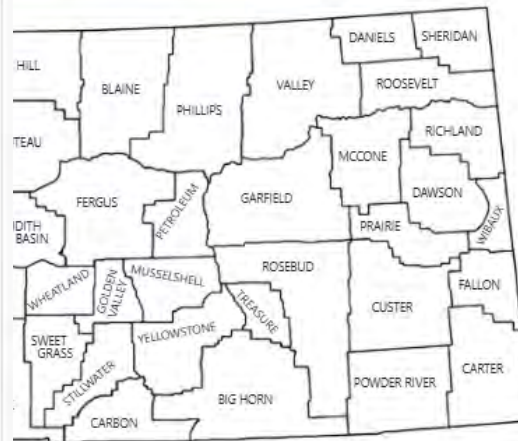 DANIELS
SHERIDAN
HILL
BLAINE
VALLEY
ROOSEVELT
PHILLIPS
TEAU
RICHLAND
MCCONE
DAWSON
FERGUS
PETROLEUM
GARFIELD
DITH
BASIN
PRAIRIE
WIBAUX
ROSEBUD
WHEATLAND
GOLDEN
VALLEY
MUSSELSHELL
FALLON
TREASURE
CUSTER
SWEET
GRASS
YELLOWSTONE
STILLWATER
CARTER
POWDER RIVER
BIG HORN
CARBON